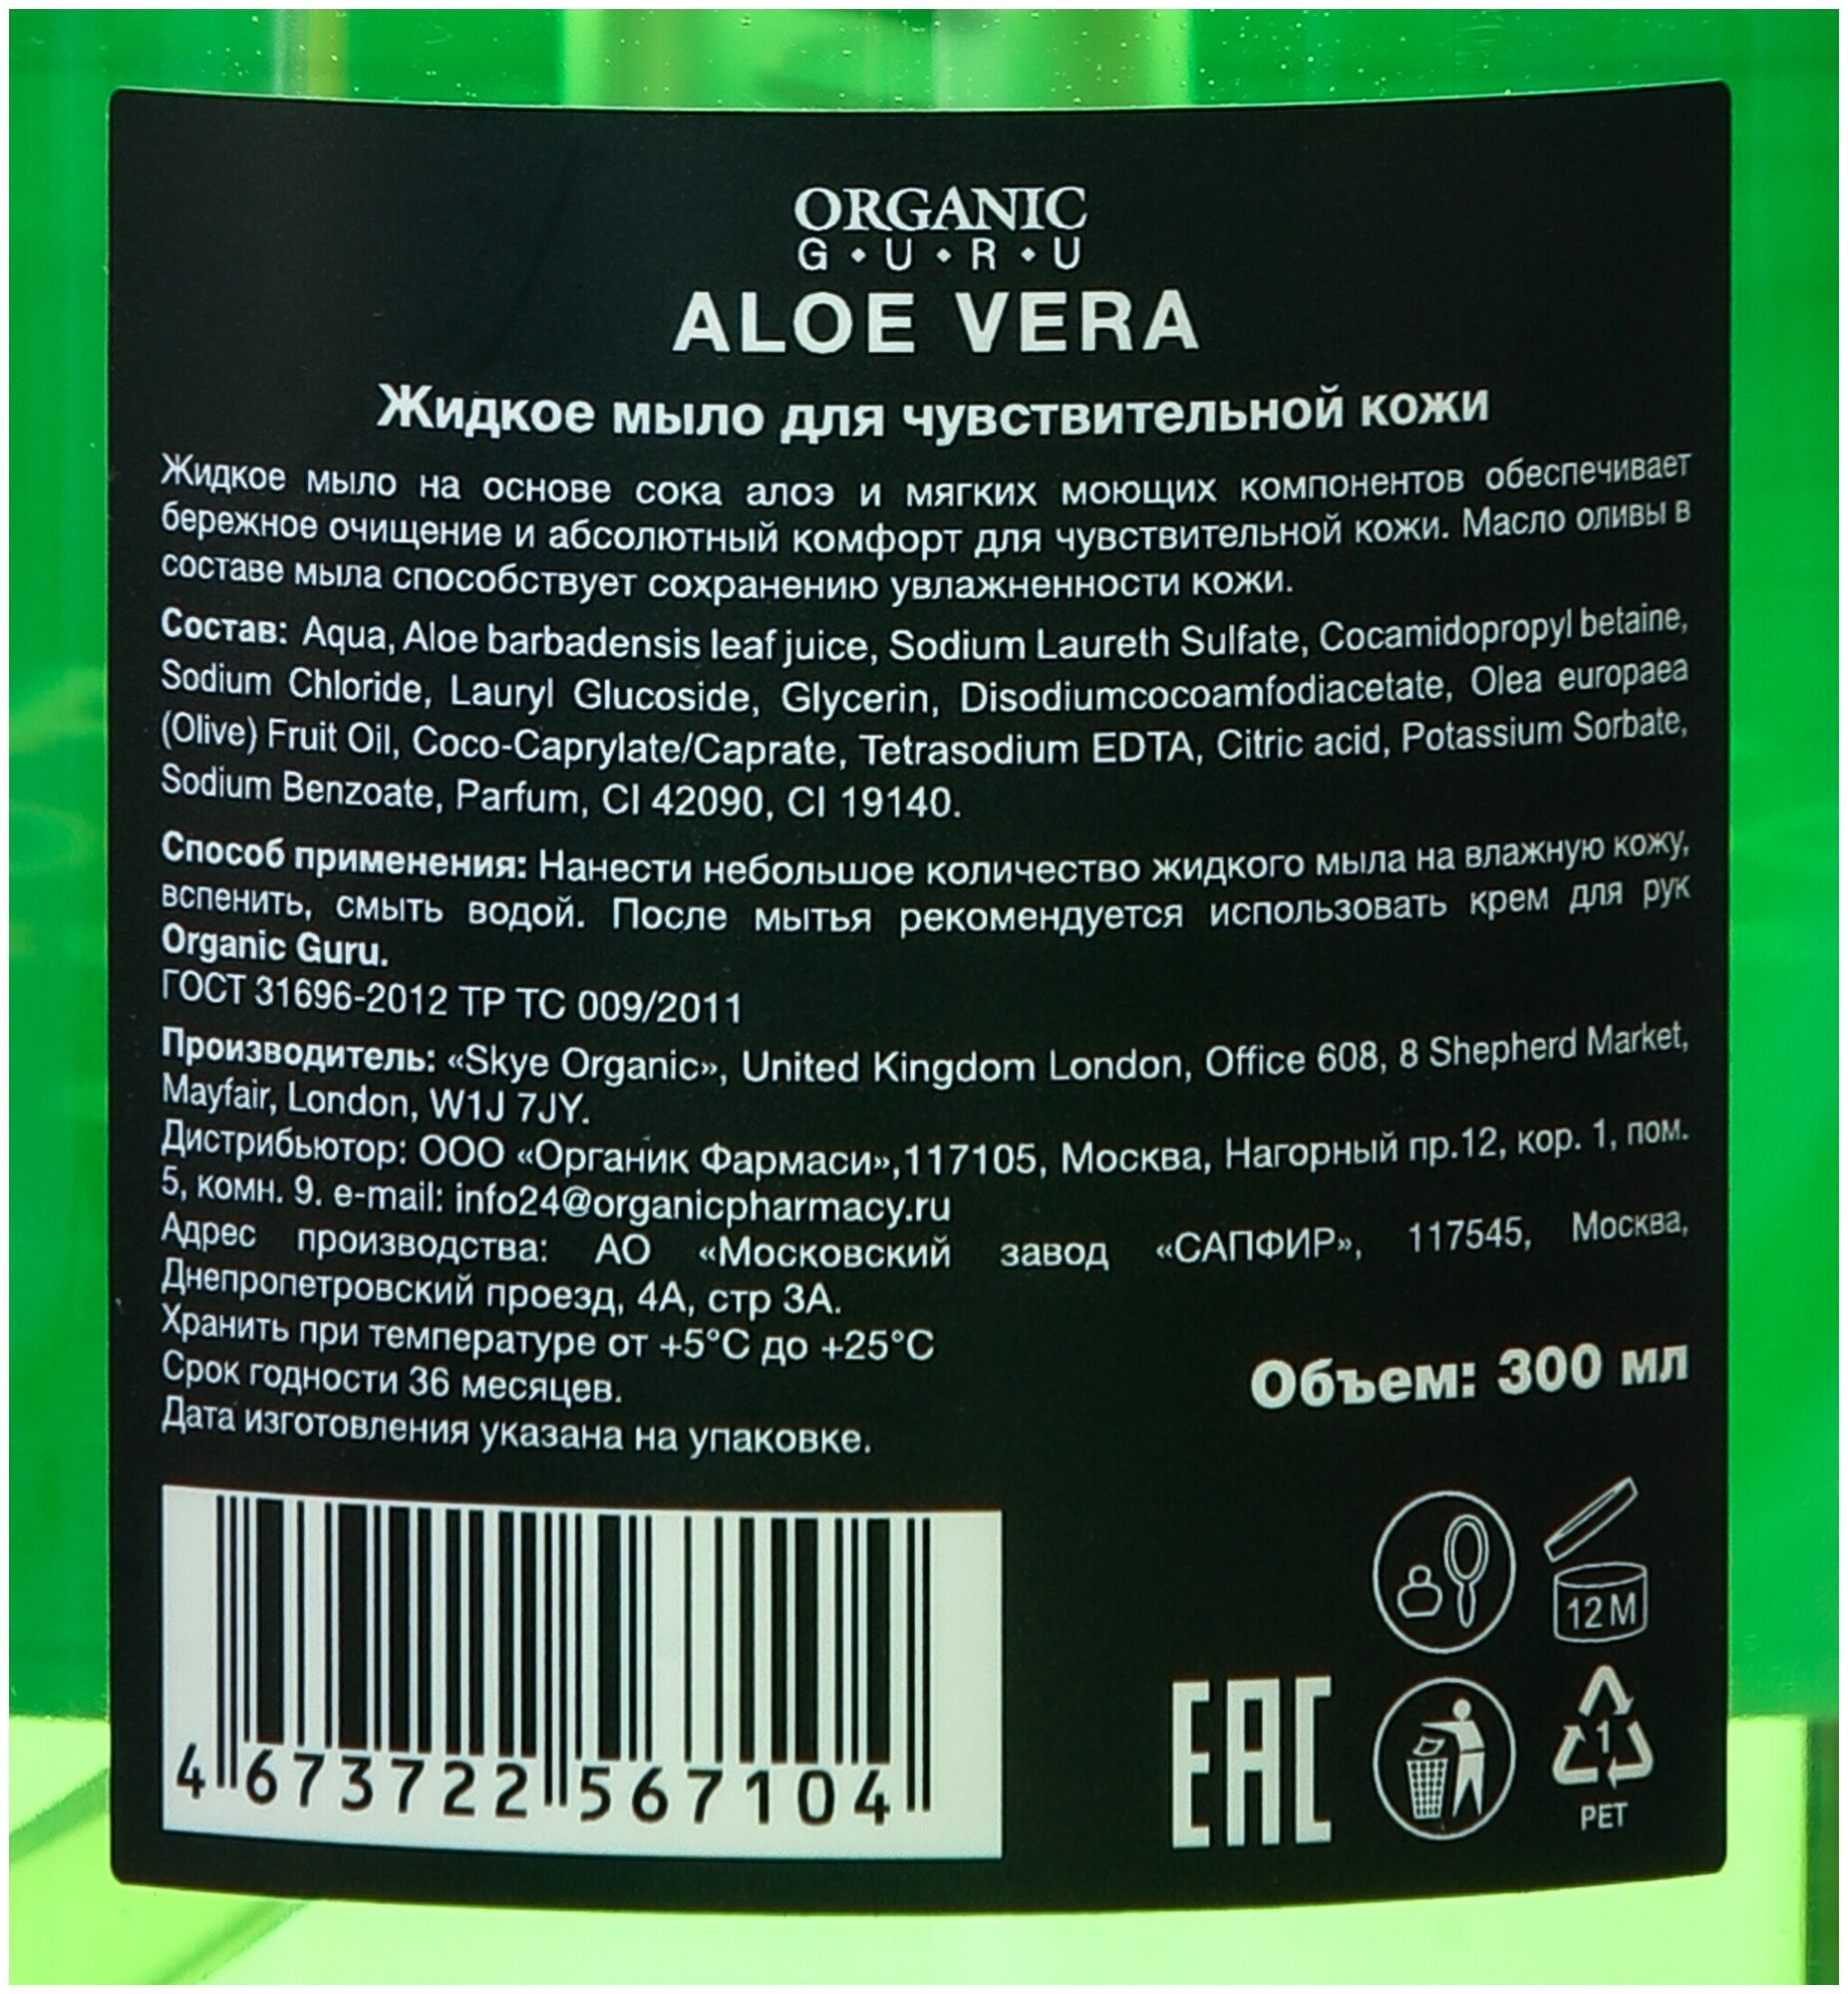 ORGANIC
G • U • R • U
ALOE VERA
Жидкое мыло для чувствительной кожи
Жидкое мыло на основе сока алоэ и мягких моющих компонентов обеспечивает
бережное очищение и абсолютный комфорт для чувствительной кожи. Масло оливы в
составе мыла способствует сохранению увлажненности кожи.
Состав: Aqua, Aloe barbadensis leaf juice, Sodium Laureth Sulfate, Cocamidopropyl betaine,
Sodium Chloride, Lauryl Glucoside, Glycerin, Disodiumcocoamfodiacetate, Olea europaea
(Olive) Fruit Oil, Coco-Caprylate/Caprate, Tetrasodium EDTA, Citric acid, Potassium Sorbate,
Sodium Benzoate, Parfum, CI 42090, CI 19140.
Способ применения: Нанести небольшое количество жидкого мыла на влажную кожу,
вспенить, смыть водой. После мытья рекомендуется использовать крем для рук
Organic Guru.
ГОСТ 31696-2012 ТР ТС 009/2011
Производитель: «Skye Organic», United Kingdom London, Office 608, 8 Shepherd Market,
Mayfair, London, W1J 7JY.
Дистрибьютор: ООО «Органик Фармаси»,117105, Москва, Нагорный пр.12, кор. 1, пом.
5, комн. 9. e-mail: info24@organicpharmacy.ru
Адрес производства: АО «Московский завод «САПФИР», 117545, Москва,
Днепропетровский проезд, 4А, стр 3А.
Хранить при температуре от +5°С до +25°С
Срок годности 36 месяцев.
Дата изготовления указана на упаковке.
Объем: 300 мл
12 M
4 673722 567104
EAC
1
PET